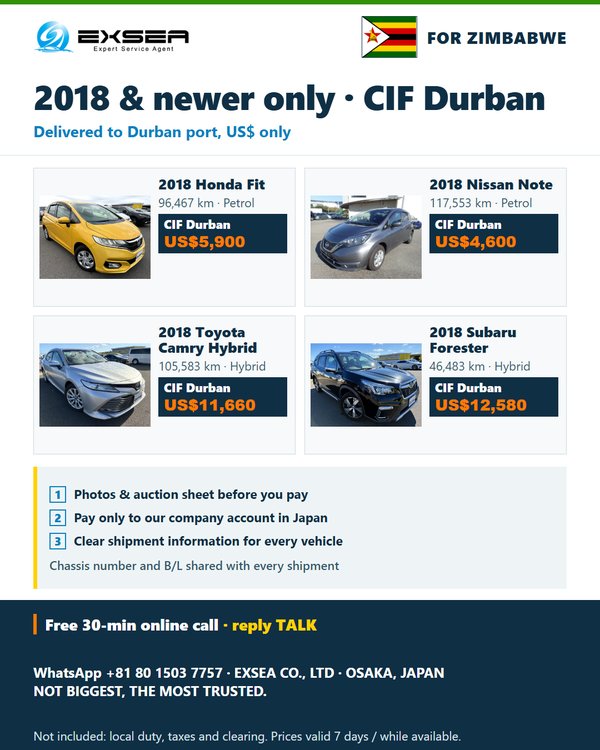 EXSEA
Expert Service Agent
FOR ZIMBABWE
2018 & newer only · CIF Durban
Delivered to Durban port, US$ only
2018 Honda Fit
96,467 km · Petrol
CIF Durban
US$5,900
2018 Nissan Note
117,553 km · Petrol
CIF Durban
US$4,600
2018 Toyota
Camry Hybrid
105,583 km · Hybrid
CIF Durban
US$11,660
2018 Subaru
Forester
46,483 km · Hybrid
CIF Durban
US$12,580
1 Photos & auction sheet before you pay
2 Pay only to our company account in Japan
3 Clear shipment information for every vehicle
Chassis number and B/L shared with every shipment
Free 30-min online call · reply TALK
WhatsApp +81 80 1503 7757 · EXSEA CO., LTD · OSAKA, JAPAN
NOT BIGGEST, THE MOST TRUSTED.
Not included: local duty, taxes and clearing. Prices valid 7 days / while available.